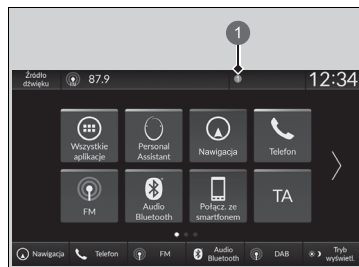 1
Źródło
dźwięku
87.9
12:34
Wszystkie
aplikacje
Personal
Assistant
Nawigacja
Telefon
FM
Audio
Bluetooth
Połącz. ze
smartfonem
TA
Nawigacja
Telefon
FM
Audio
Bluetooth
DAB
Tryb
wyświetl.